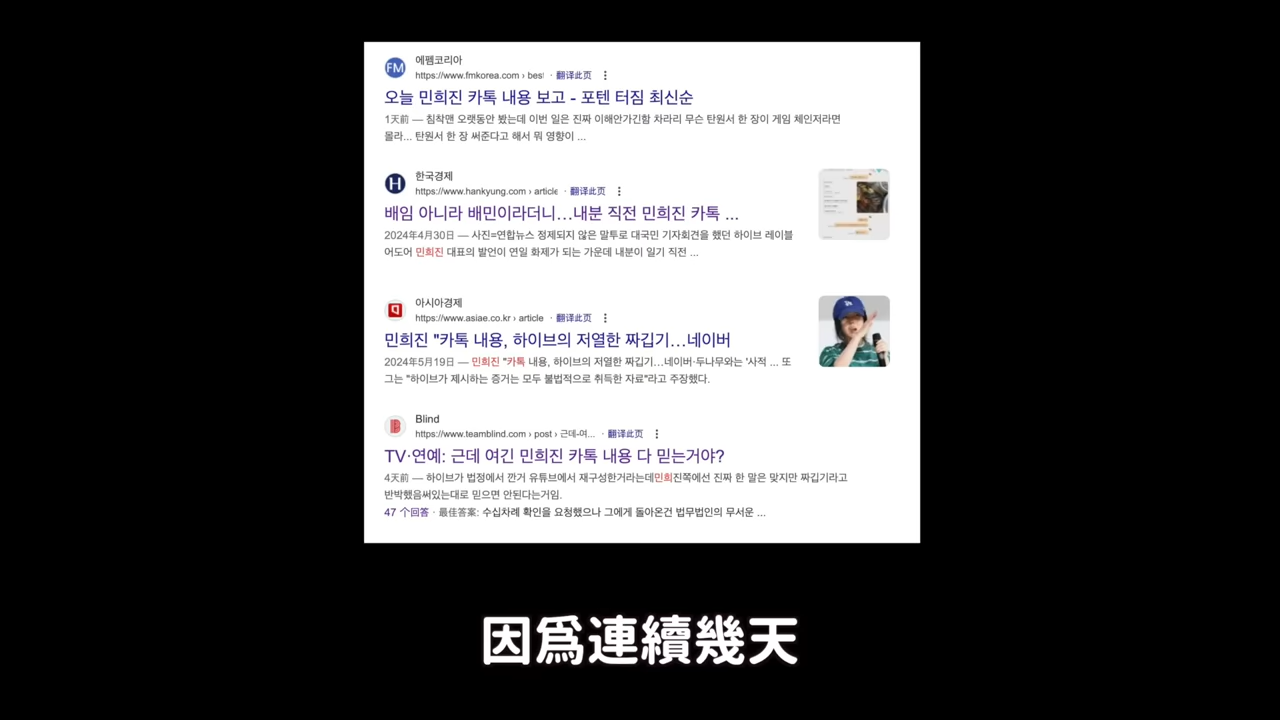 FM
에펨코리아
https://www.fmkorea.com › best · 翻译此页
오늘 민희진 카톡 내용 보고 - 포텐 터짐 최신순
1天前 — 침착맨 오랫동안 봤는데 이번 일은 진짜 이해안가긴함 차라리 무슨 탄원서 한 장이 게임 체인저라면
몰라... 탄원서 한 장 써준다고 해서 뭐 영향이 ...
H
한국경제
https://www.hankyung.com › article · 翻译此页
배임 아니라 배민이라더니…내분 직전 민희진 카톡 ...
2024年4月30日 — 사진=연합뉴스 정제되지 않은 말투로 대국민 기자회견을 했던 하이브 레이블
어도어 민희진 대표의 발언이 연일 화제가 되는 가운데 내분이 일기 직전 ...
아시아경제
https://www.asiae.co.kr › article · 翻译此页
민희진 "카톡 내용, 하이브의 저열한 짜깁기…네이버
2024年5月19日 — 민희진 "카톡 내용, 하이브의 저열한 짜깁기…네이버·두나무와는 '사적 ... 또
그는 "하이브가 제시하는 증거는 모두 불법적으로 취득한 자료"라고 주장했다.
Blind
https://www.teamblind.com › post › 근데-여... · 翻译此页
TV·연예: 근데 여긴 민희진 카톡 내용 다 믿는거야?
4天前 — 하이브가 법정에서 깐거 유튜브에서 재구성한거라는데민희진쪽에선 진짜 한 말은 맞지만 짜깁기라고
반박했음써있는대로 믿으면 안된다는거임.
47 个回答 · 最佳答案: 수십차례 확인을 요청했으나 그에게 돌아온건 법무법인의 무서운 ...
因爲連續幾天